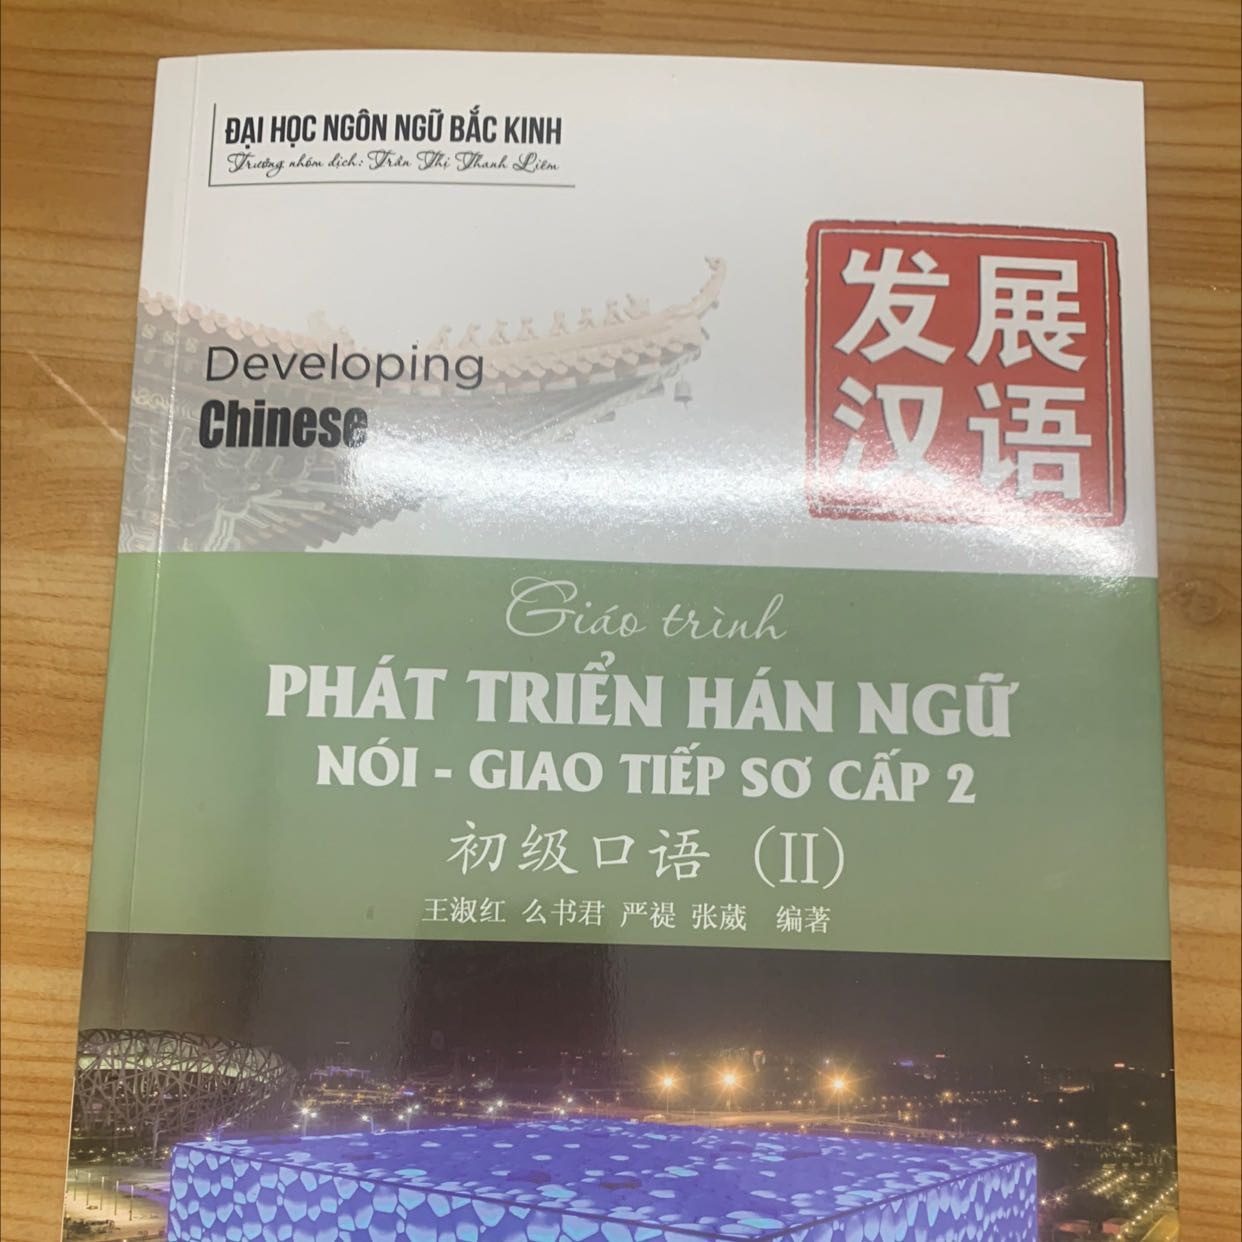 ĐẠI HỌC NGÔN NGỮ BẮC KINH
Trưởng nhóm dịch: Trần Thị Thanh Liêm
发展
汉语
Developing
Chinese
Giáo trình
PHÁT TRIỂN HÁN NGỮ
NÓI - GIAO TIẾP SƠ CẤP 2
初级口语（II）
王淑红 么书君 严禔 张葳 编著